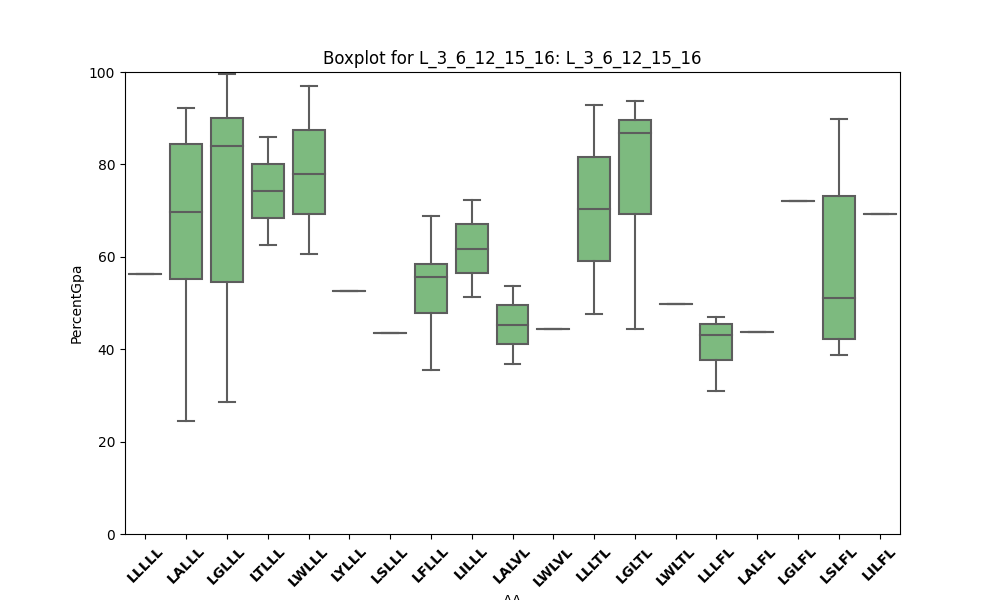 Boxplot for L_3_6_12_15_16: L_3_6_12_15_16
100
80
60
40
20
0
PercentGpa
LLLLL
LALLL
LGLLL
LTLLL
LWLLL
LYLLL
LSLLL
LFLLL
LILLL
LALVL
LWLVL
LLLTL
LGLTL
LWLTL
LLLFL
LALFL
LGLFL
LSLFL
LILFL
AA